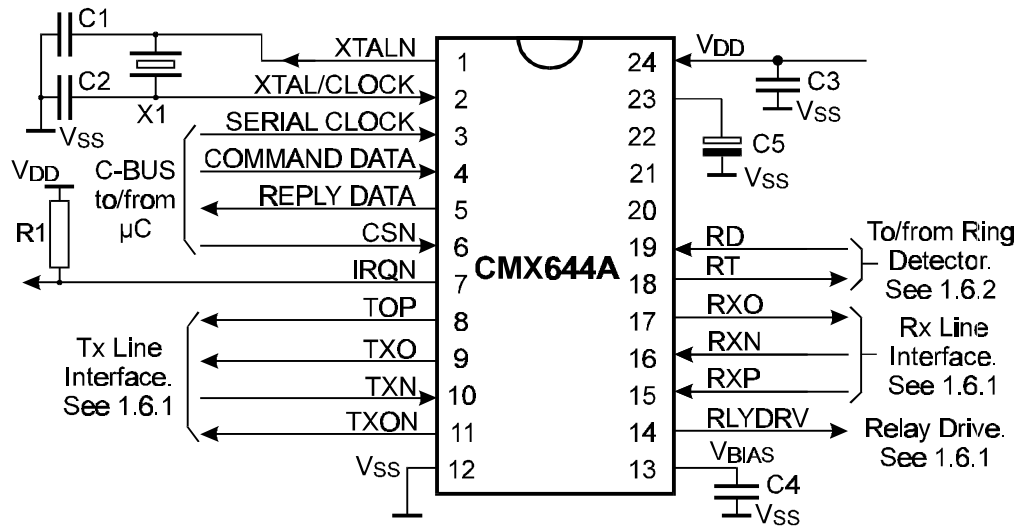 C1
XTALN
1
C2
XTAL/CLOCK
2
X1
VSS
SERIAL CLOCK
3
C-BUS
to/from
µC
COMMAND DATA
4
REPLY DATA
5
CSN
6
VDD
R1
IRQN
7
TOP
8
Tx Line
Interface.
See 1.6.1
TXO
9
TXN
10
TXON
11
VSS
12
CMX644A
24
VDD
C3
VSS
23
C5
VSS
22
21
20
19
RD
To/from Ring
Detector.
See 1.6.2
18
RT
17
RXO
Rx Line
Interface.
See 1.6.1
16
RXN
15
RXP
14
RLYDRV
Relay Drive.
See 1.6.1
13
VBIAS
C4
VSS